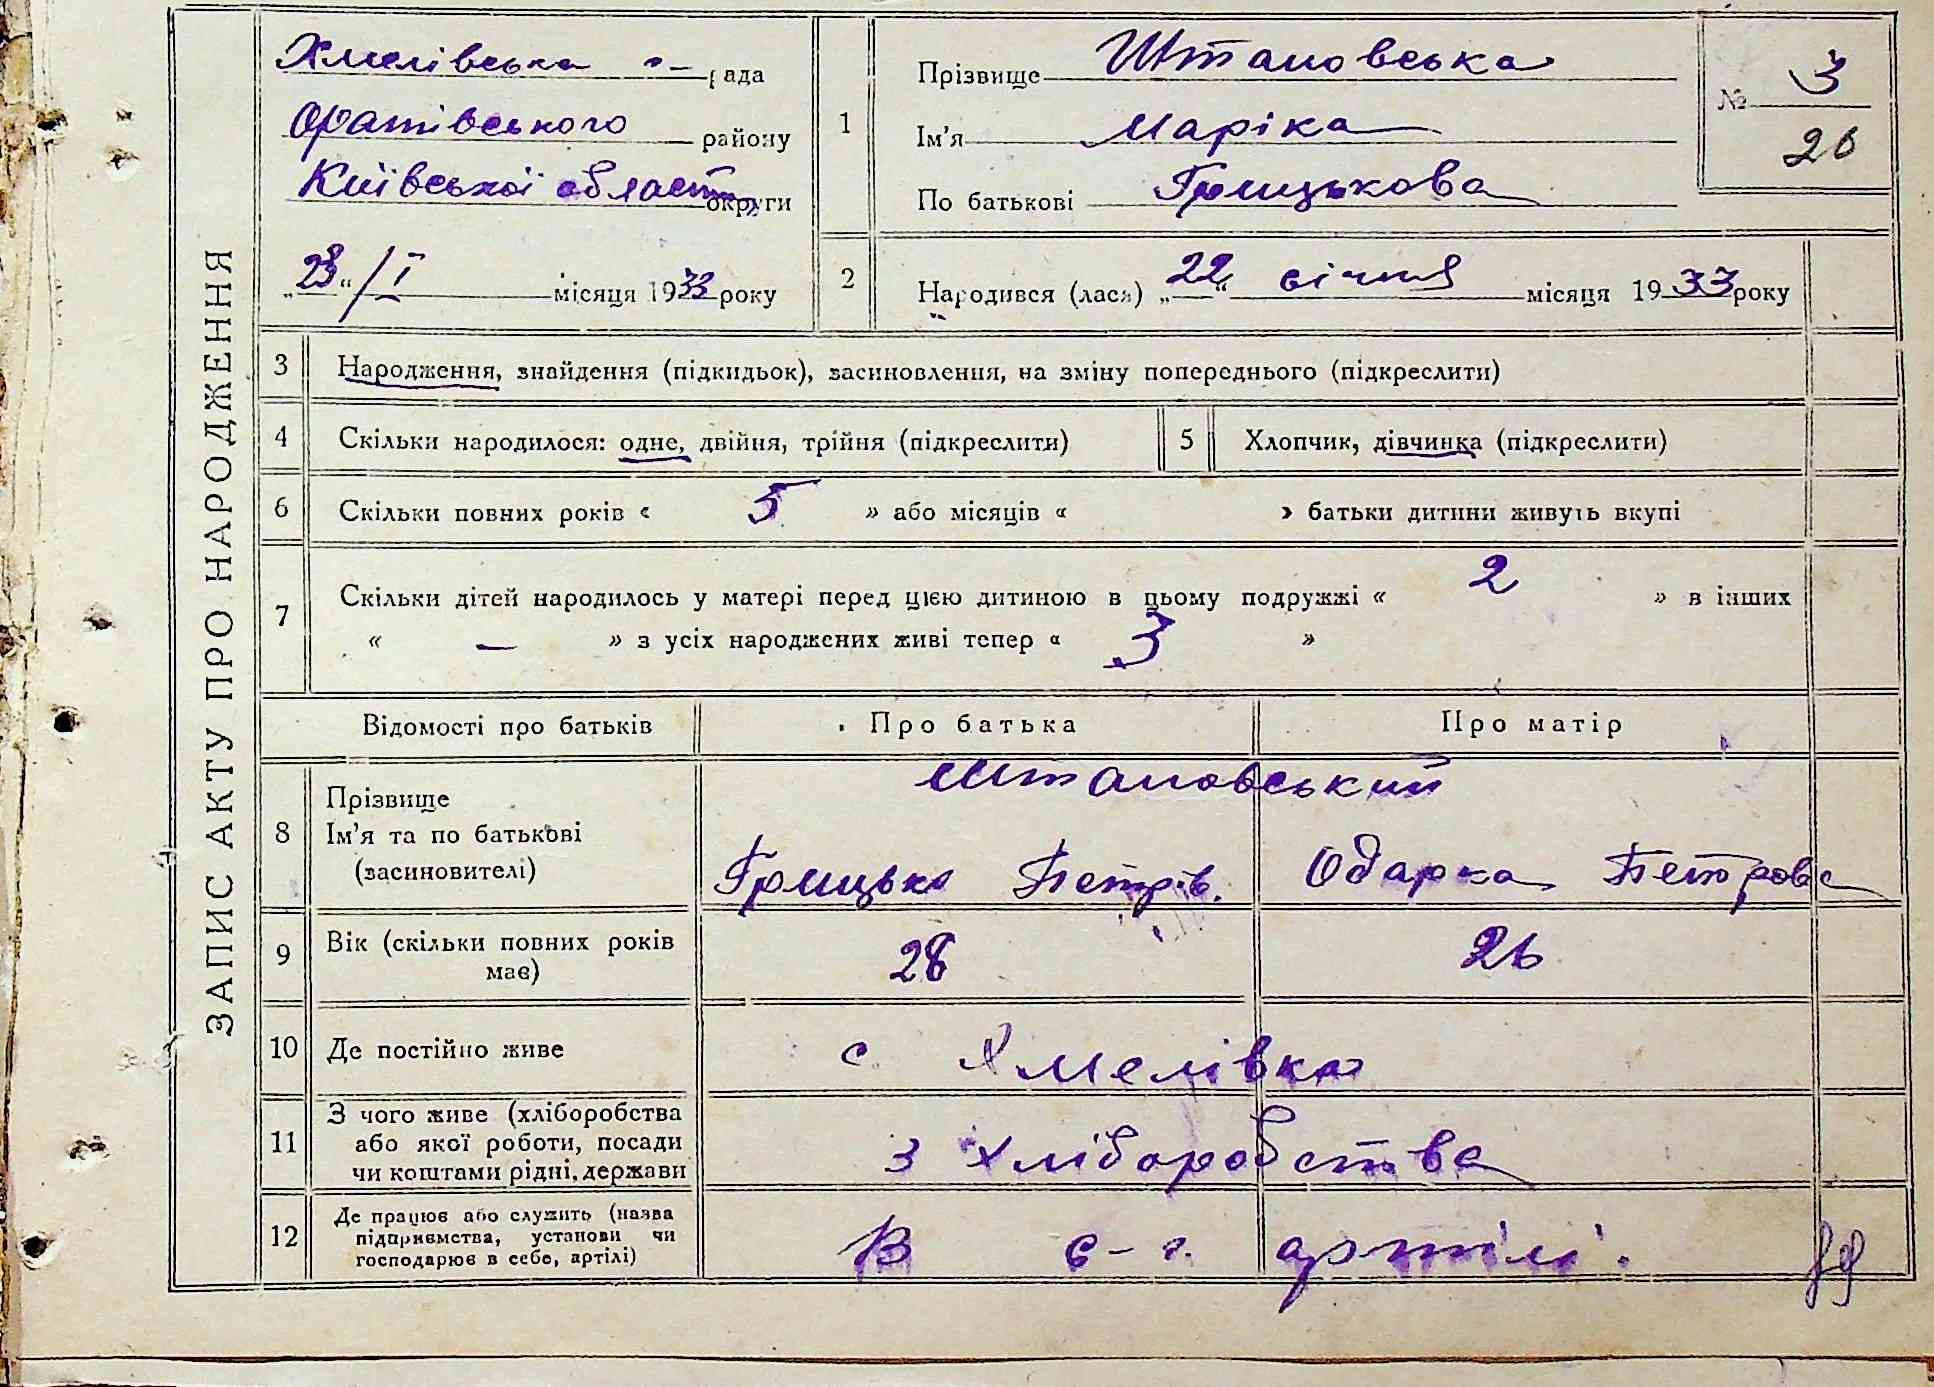 ЗАПИС АКТУ ПРО НАРОДЖЕННЯ
Хмелівська с- рада
Оратівського району
Київської области округи
„23“ / I місяця 1933 року
1
Прізвище Штановська
Ім’я Маріка
По батькові Грицькова
№ 3
26
2
Народився (лася) „22“ січня місяця 1933 року
3 Народження, знайдення (підкидьок), засиновлення, на зміну попереднього (підкреслити)
4 Скільки народилося: одне, двійня, трійня (підкреслити)
5 Хлопчик, дівчинка (підкреслити)
6 Скільки повних років « 5 » або місяців « » батьки дитини живуть вкупі
7 Скільки дітей народилось у матері перед цією дитиною в цьому подружжі « 2 » в інших
« — » з усіх народжених живі тепер « 3 »
Відомості про батьків Про батька Про матір
8
Прізвище
Ім’я та по батькові
(засиновителі)
Штановський
Грицько Петрів. Одарка Петрова
9
Вік (скільки повних років
має)
28 26
10 Де постійно живе с. Хмелівка
11
З чого живе (хліборобства
або якої роботи, посади
чи коштами рідні, держави
з хліборобства
12
Де працює або служить (назва
підприємства, установи чи
господарює в себе, артілі)
В с-г. артілі.